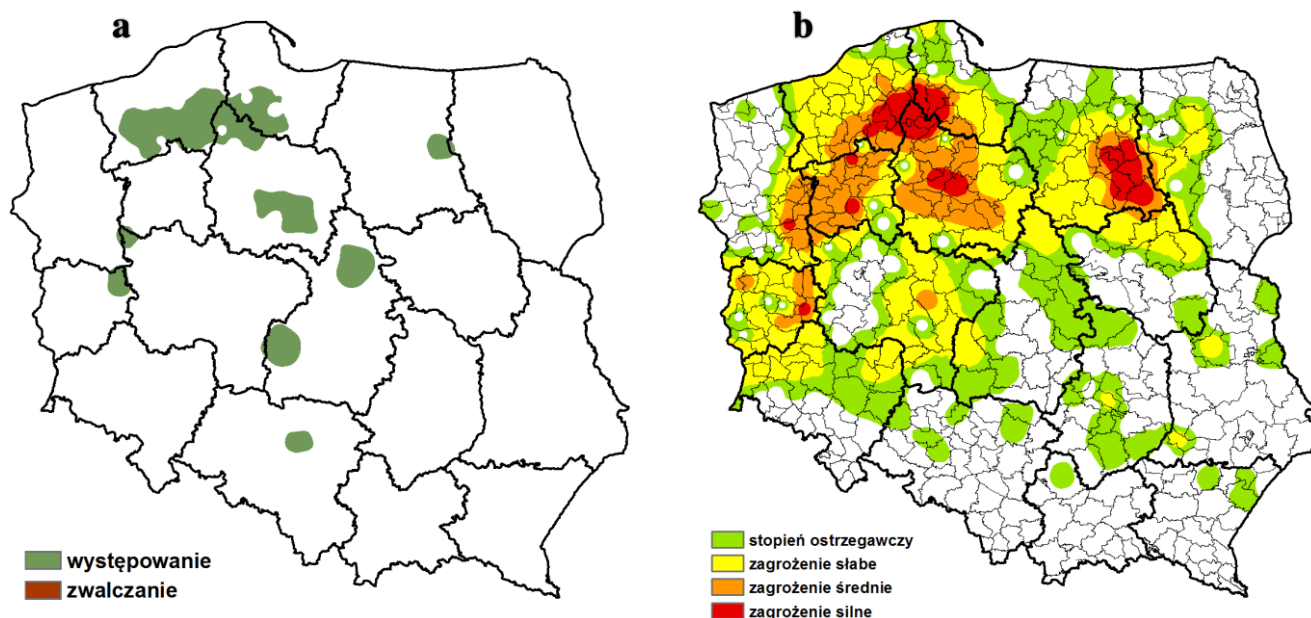 a
występowanie
zwalczanie
b
stopień ostrzegawczy
zagrożenie słabe
zagrożenie średnie
zagrożenie silne